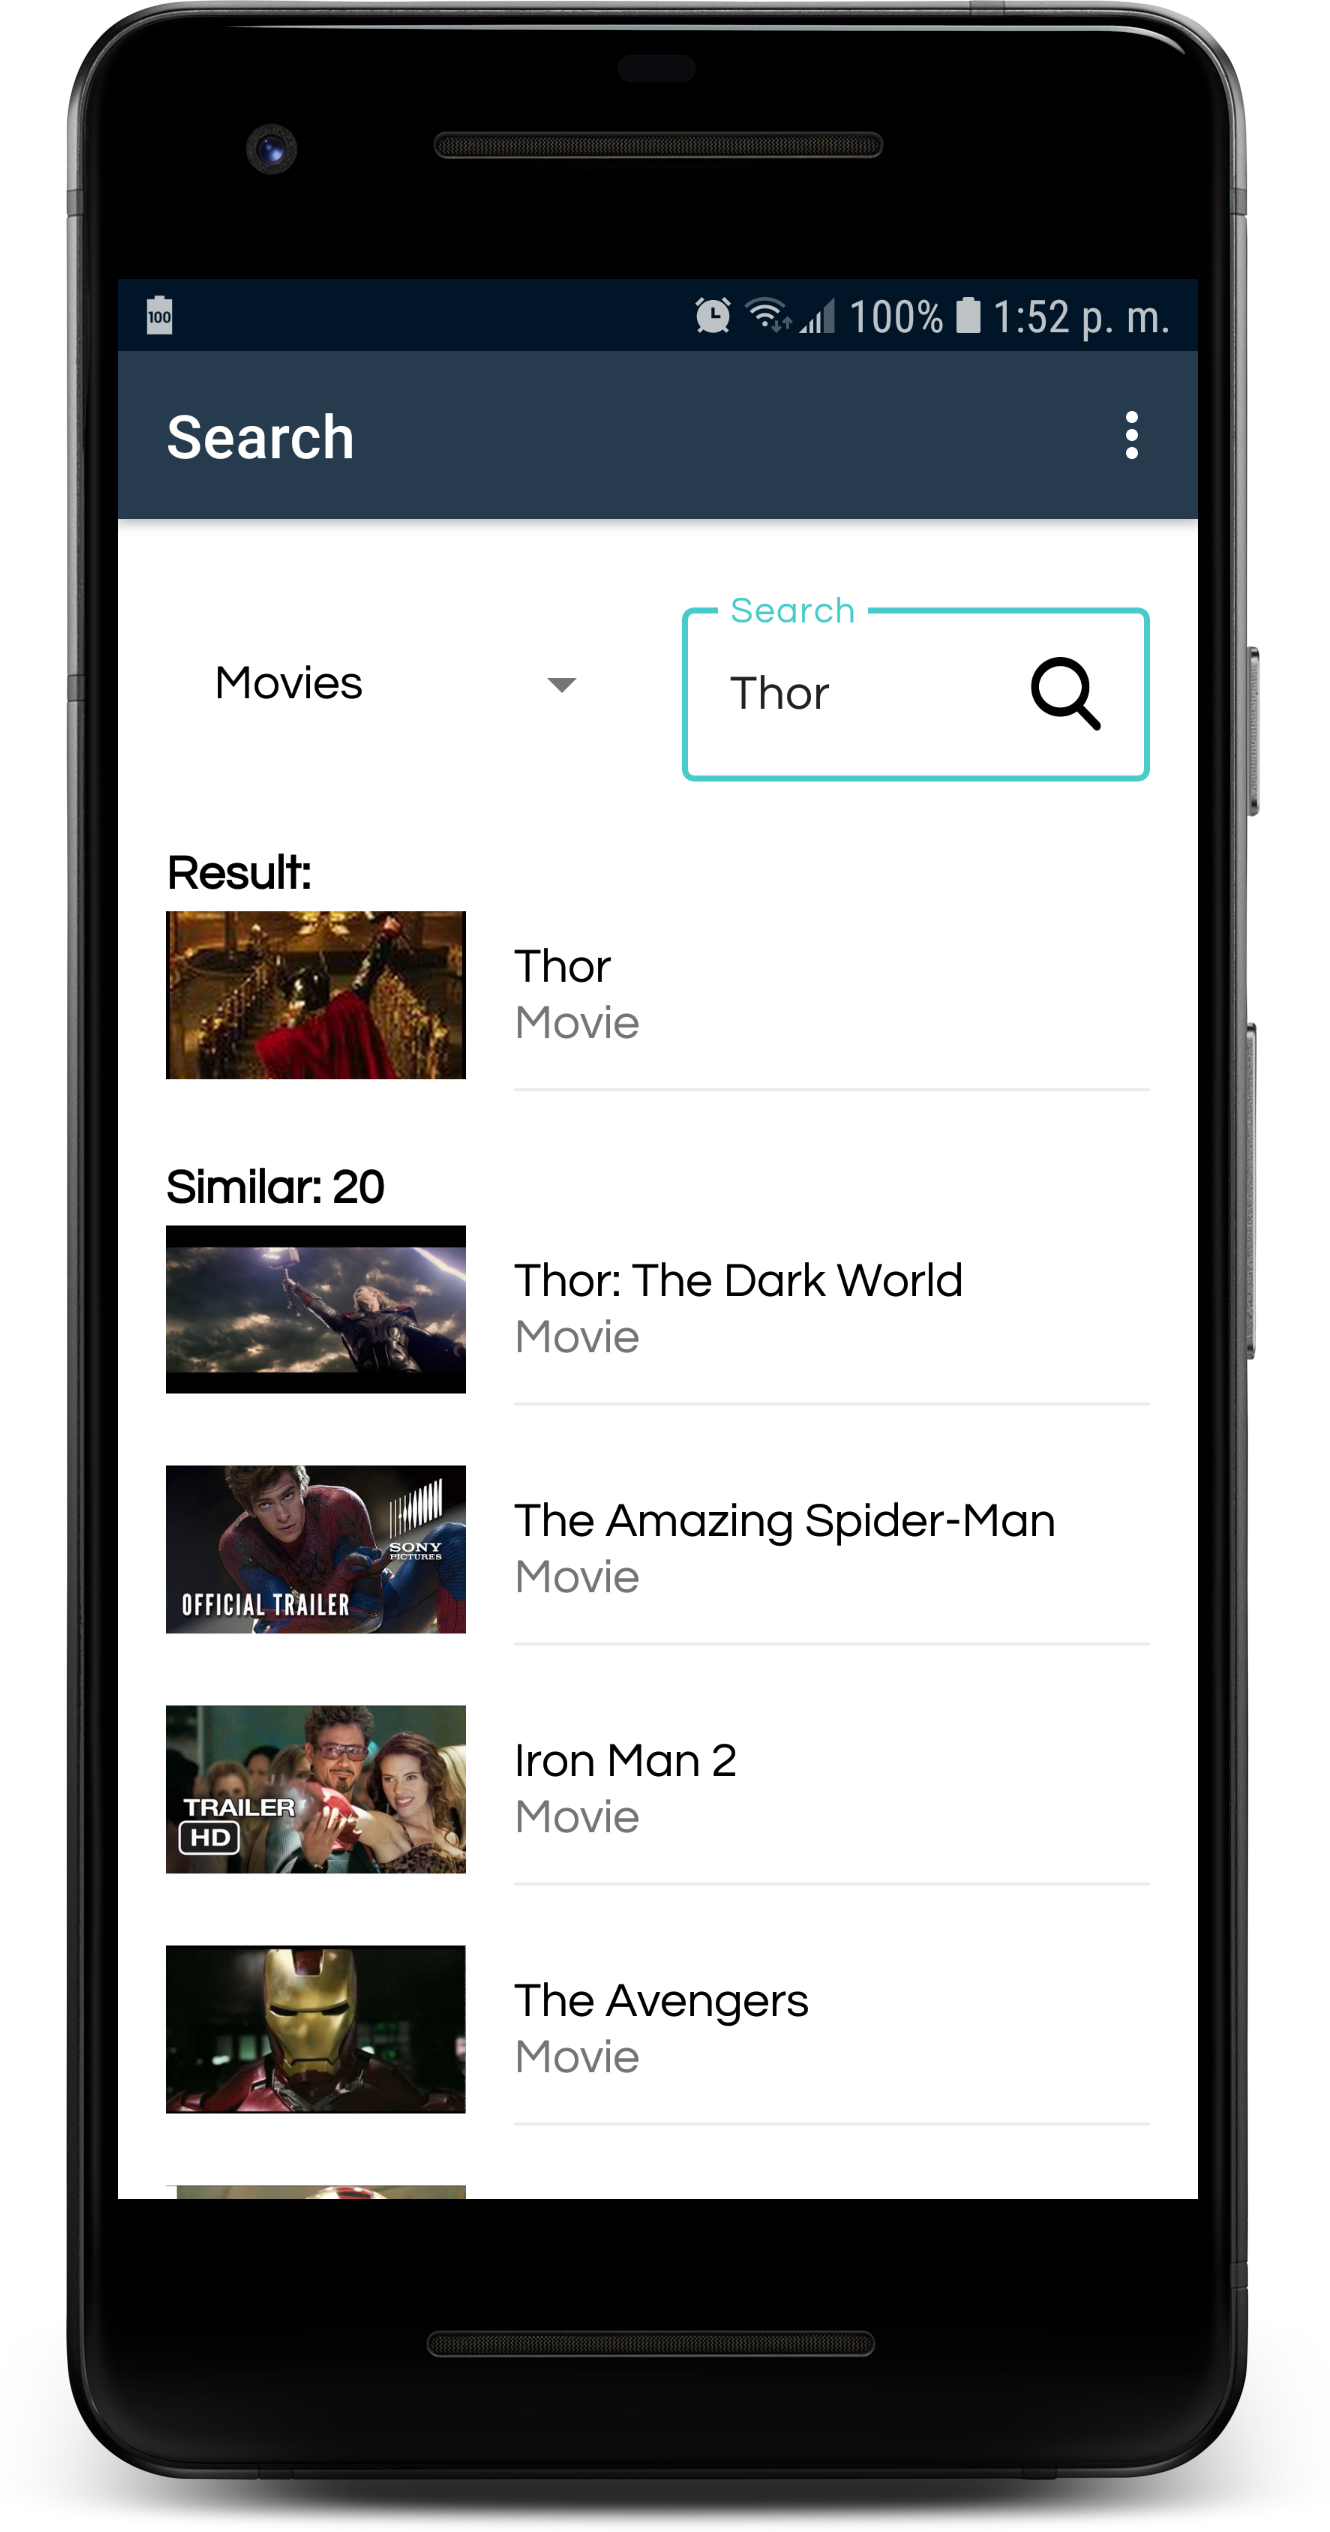 100
100% 1:52 p. m.
Search
Search
Movies
Thor
Result:
Thor
Movie
Similar: 20
Thor: The Dark World
Movie
SONY
PICTURES
OFFICIAL TRAILER
The Amazing Spider-Man
Movie
TRAILER
HD
Iron Man 2
Movie
The Avengers
Movie